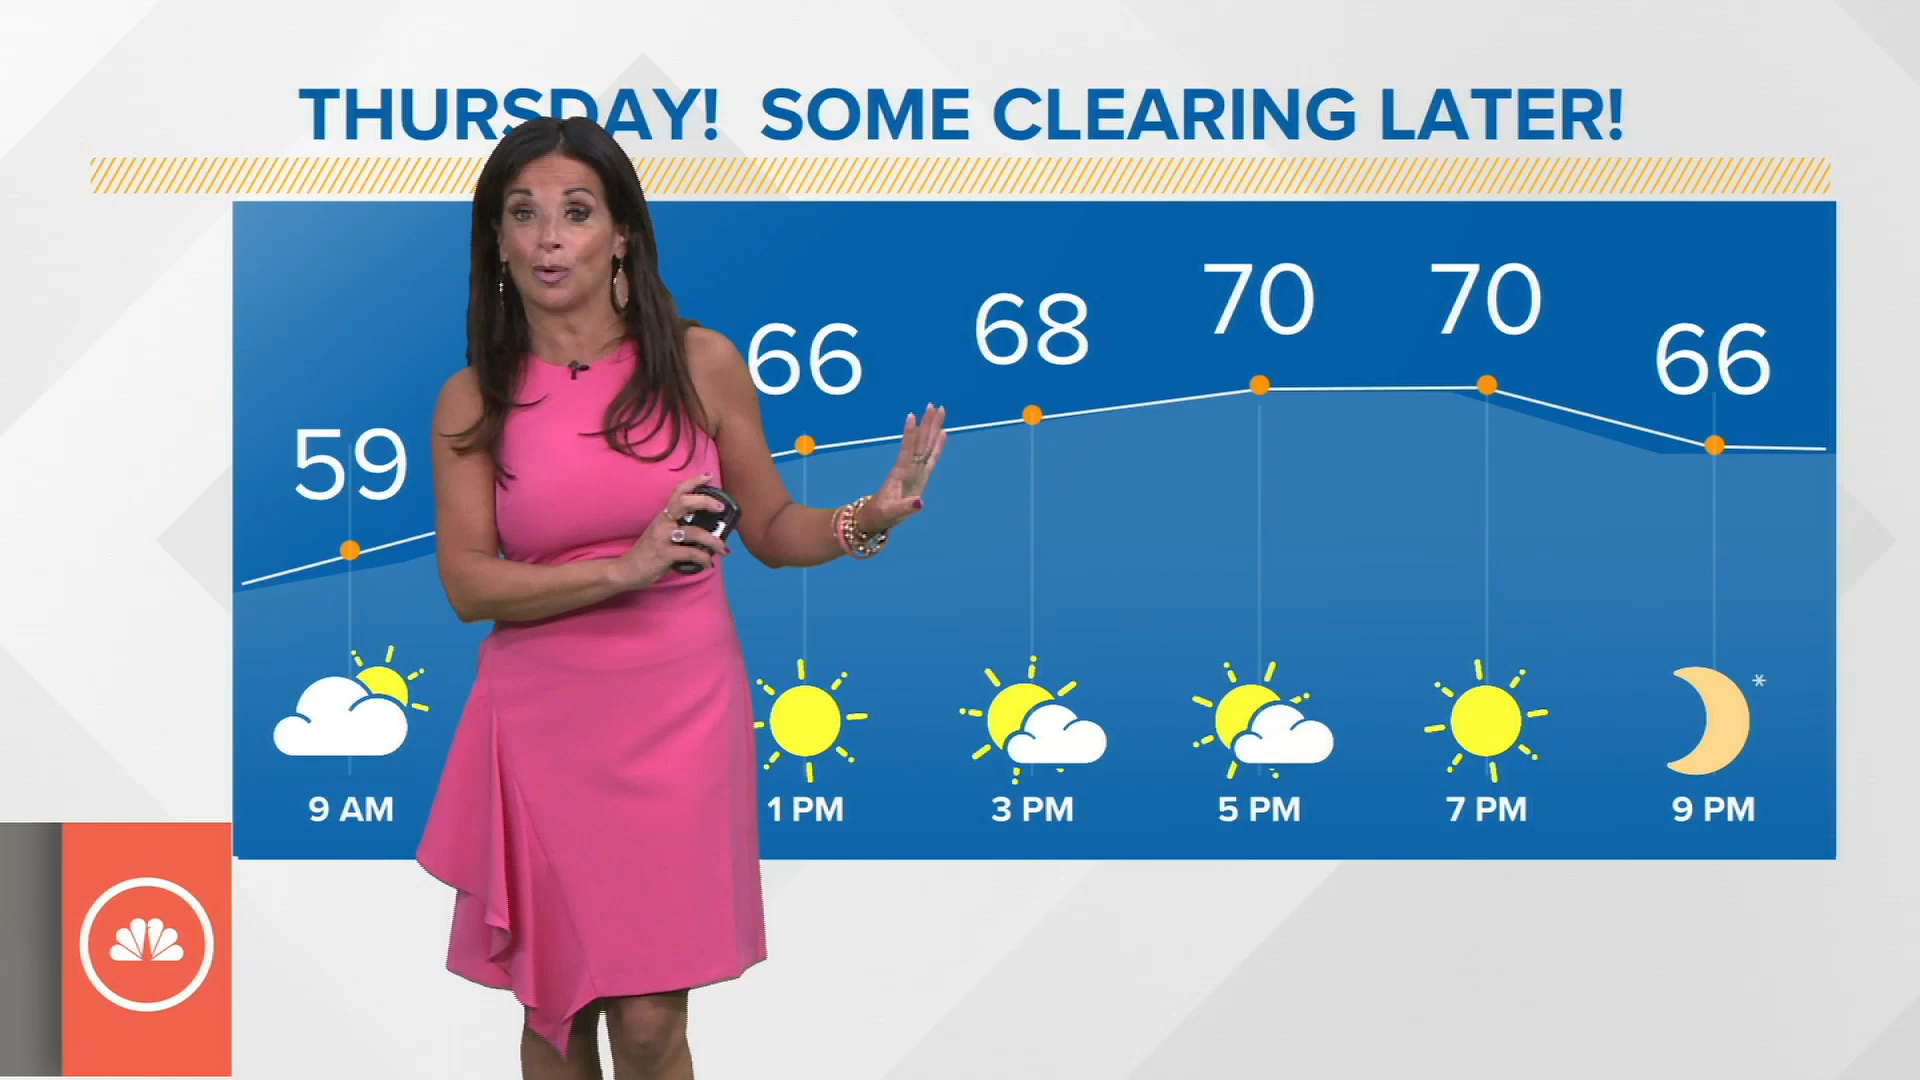 THURSDAY! SOME CLEARING LATER!
59 66 68 70 70 66
9 AM 1 PM 3 PM 5 PM 7 PM 9 PM